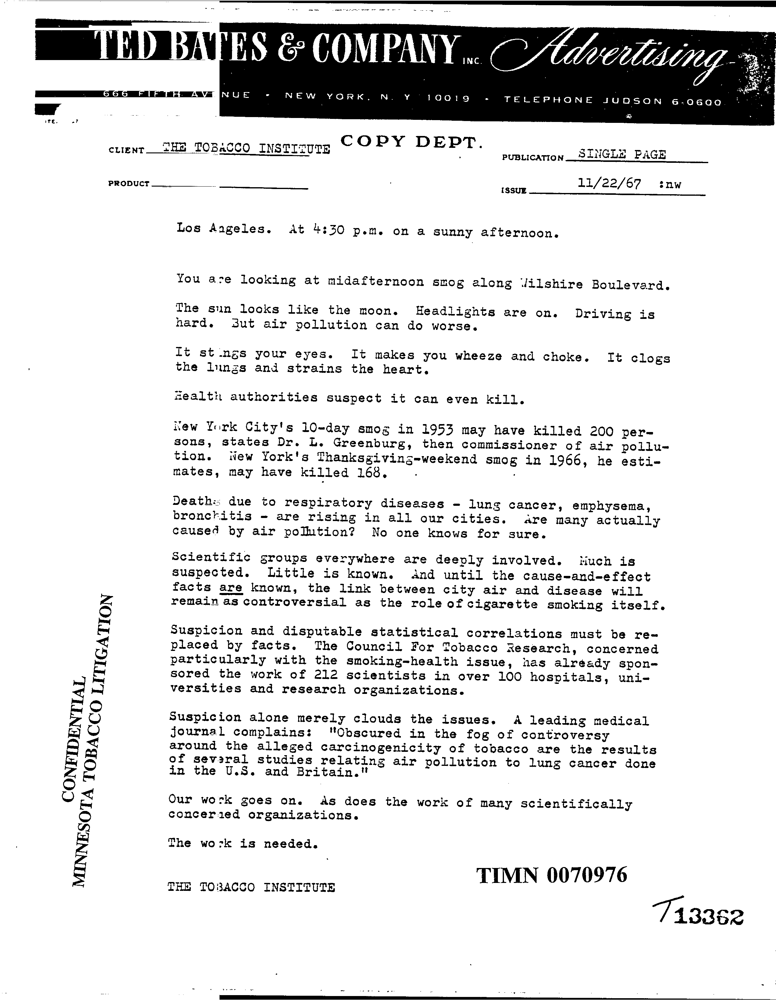 TED BATES & COMPANY INC. Advertising
666 FIFTH AVENUE • NEW YORK, N. Y. 10019 • TELEPHONE JUDSON 6-0600
CLIENT THE TOBACCO INSTITUTE COPY DEPT.
PUBLICATION SINGLE PAGE
PRODUCT
ISSUE 11/22/67 :nw
Los Angeles. At 4:30 p.m. on a sunny afternoon.
You are looking at midafternoon smog along Wilshire Boulevard.
The sun looks like the moon. Headlights are on. Driving is
hard. But air pollution can do worse.
It stings your eyes. It makes you wheeze and choke. It clogs
the lungs and strains the heart.
Health authorities suspect it can even kill.
New York City's 10-day smog in 1953 may have killed 200 per-
sons, states Dr. L. Greenburg, then commissioner of air pollu-
tion. New York's Thanksgiving-weekend smog in 1966, he esti-
mates, may have killed 168.
Deaths due to respiratory diseases - lung cancer, emphysema,
bronchitis - are rising in all our cities. Are many actually
caused by air pollution? No one knows for sure.
Scientific groups everywhere are deeply involved. Much is
suspected. Little is known. And until the cause-and-effect
facts are known, the link between city air and disease will
remain as controversial as the role of cigarette smoking itself.
Suspicion and disputable statistical correlations must be re-
placed by facts. The Council For Tobacco Research, concerned
particularly with the smoking-health issue, has already spon-
sored the work of 212 scientists in over 100 hospitals, uni-
versities and research organizations.
Suspicion alone merely clouds the issues. A leading medical
journal complains: "Obscured in the fog of controversy
around the alleged carcinogenicity of tobacco are the results
of several studies relating air pollution to lung cancer done
in the U.S. and Britain."
Our work goes on. As does the work of many scientifically
concerned organizations.
The work is needed.
THE TOBACCO INSTITUTE
TIMN 0070976
T13362
CONFIDENTIAL
MINNESOTA TOBACCO LITIGATION